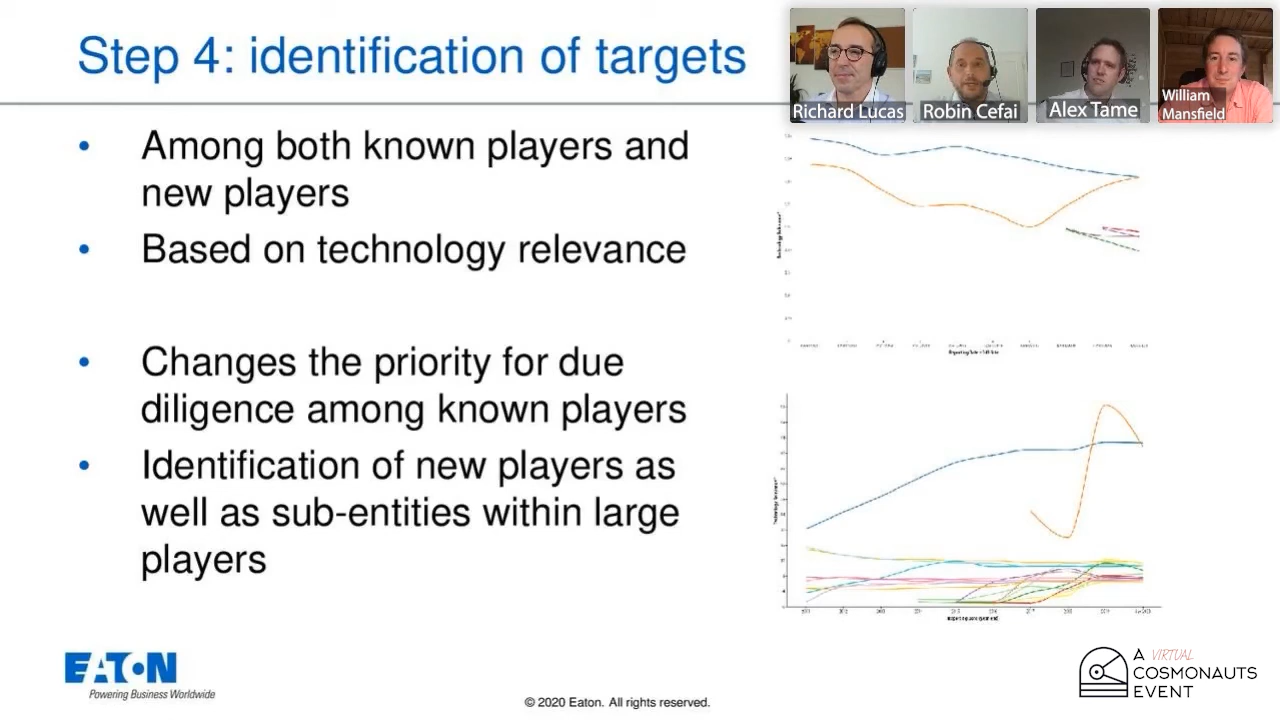 Step 4: identification of targets
Richard Lucas
Robin Cefai
Alex Tame
William
Mansfield
• Among both known players and
new players
• Based on technology relevance
• Changes the priority for due
diligence among known players
• Identification of new players as
well as sub-entities within large
players
EATON
Powering Business Worldwide
© 2020 Eaton. All rights reserved.
A VIRTUAL
COSMONAUTS
EVENT